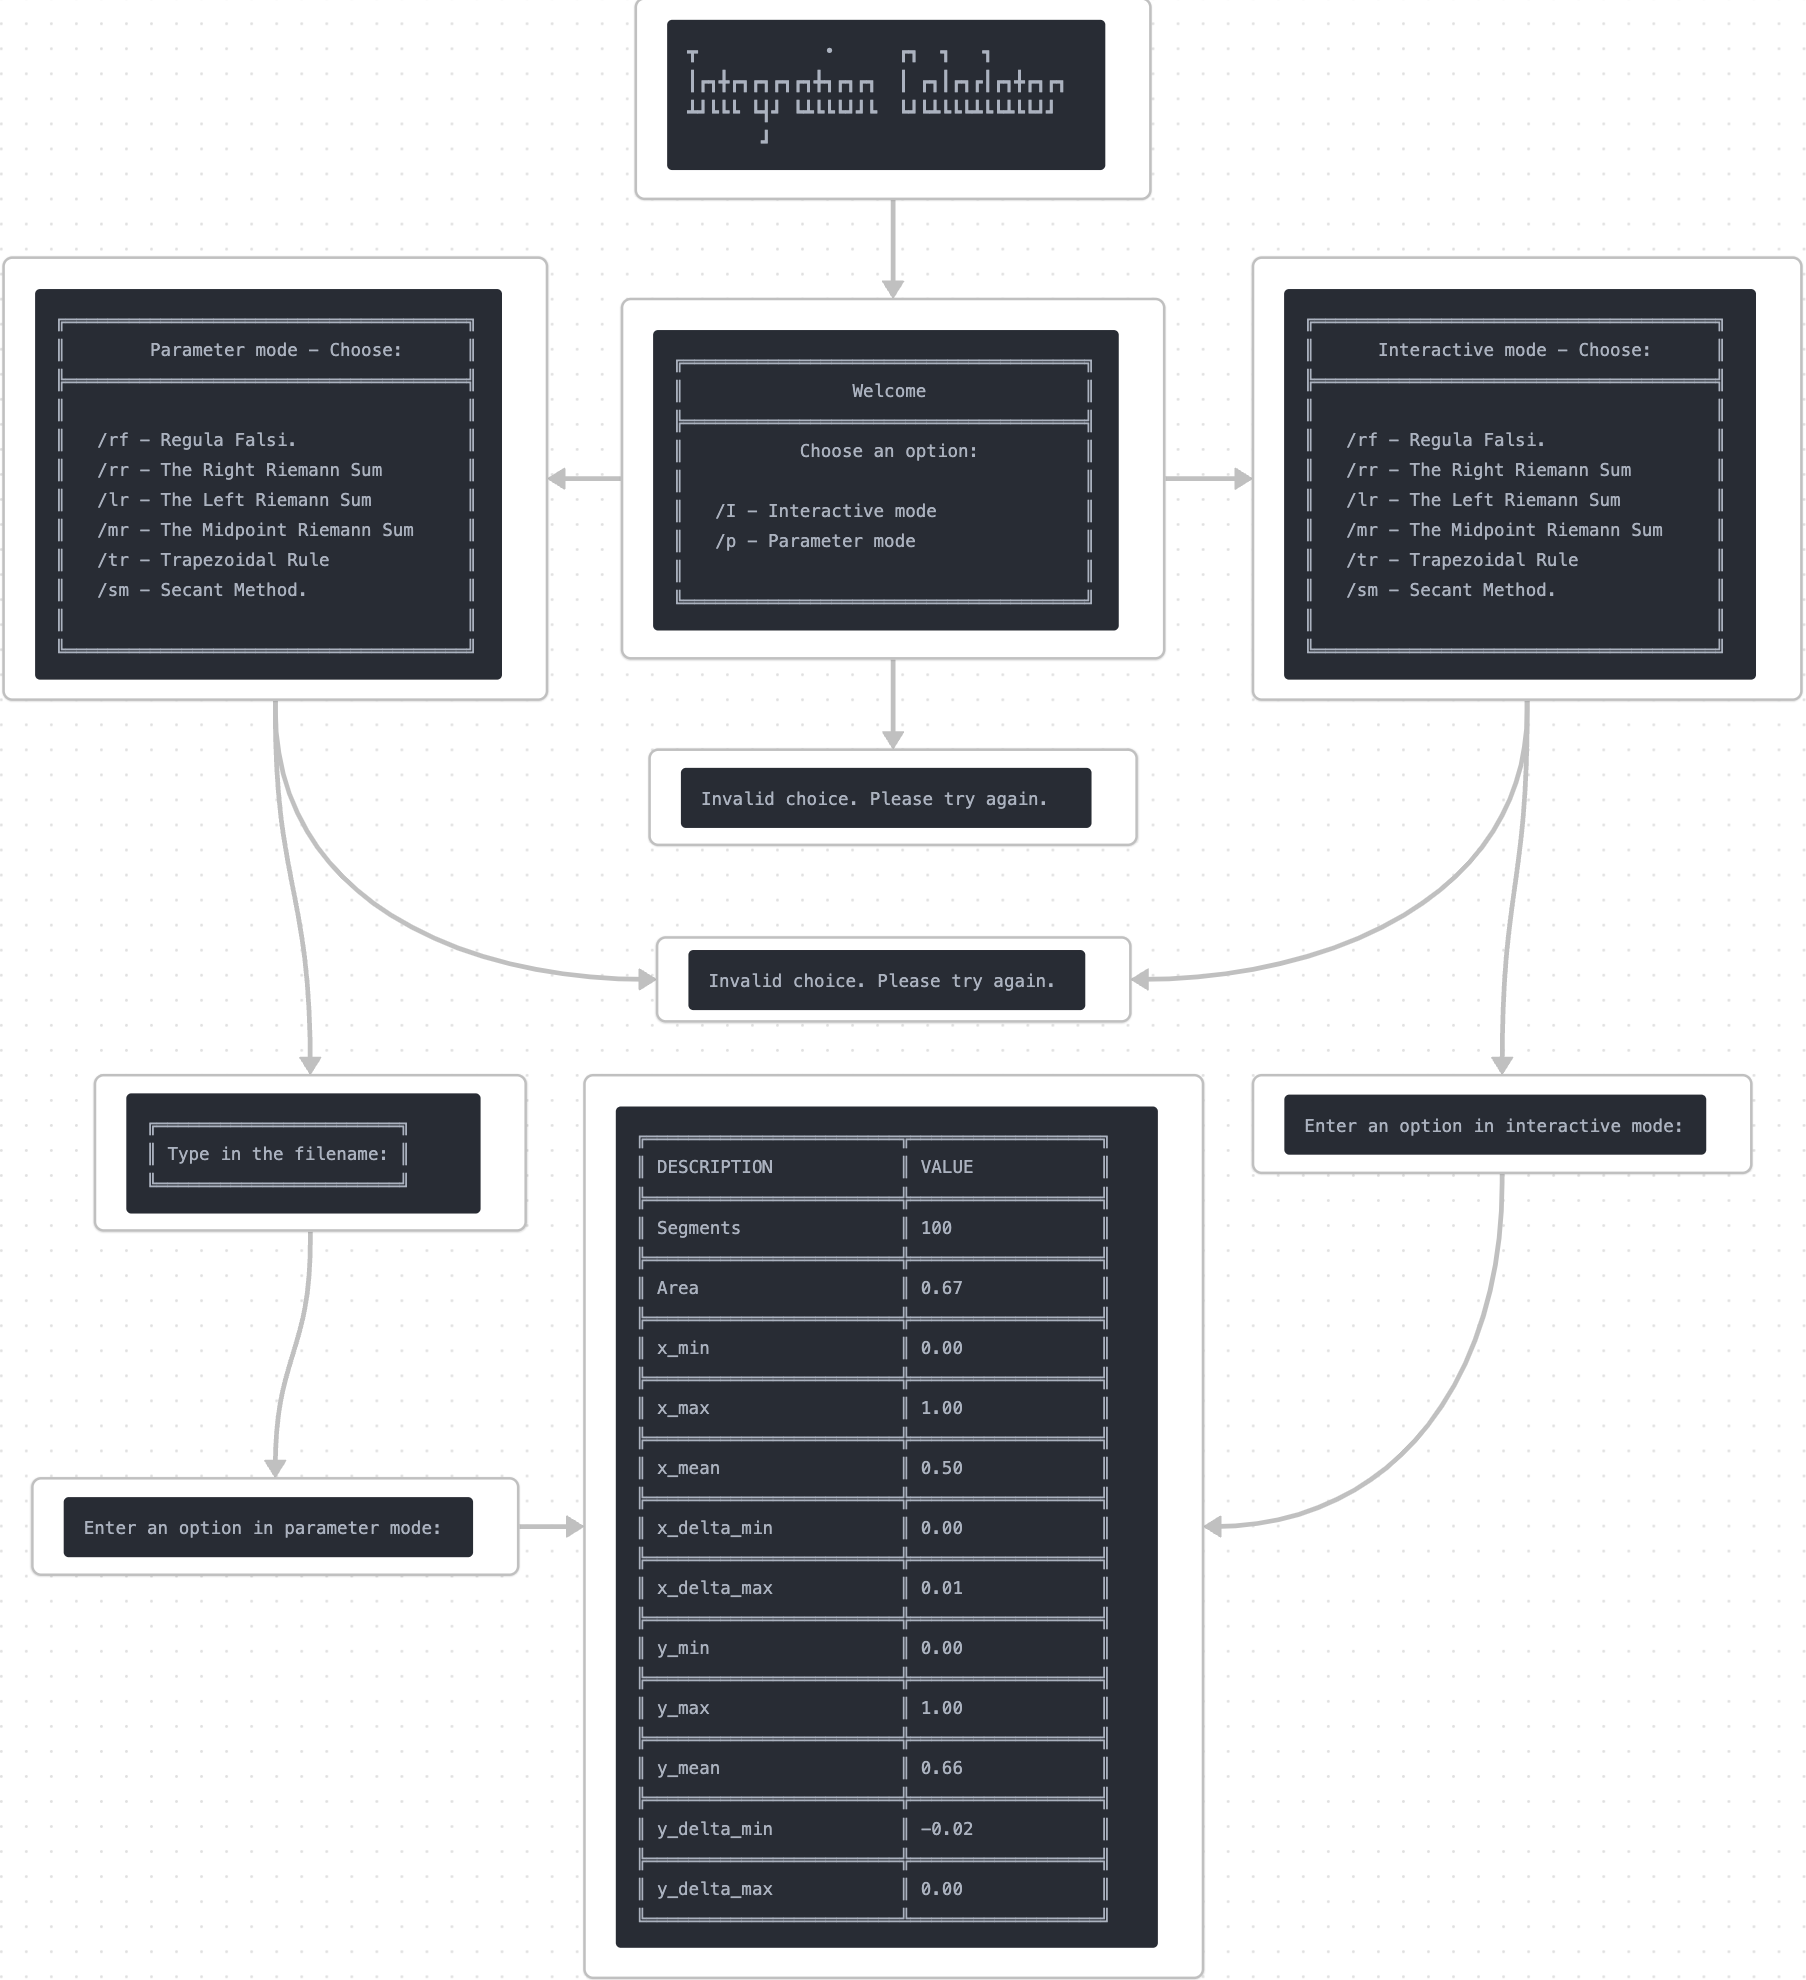 Integration Calculator
Parameter mode – Choose:
/rf – Regula Falsi.
/rr – The Right Riemann Sum
/lr – The Left Riemann Sum
/mr – The Midpoint Riemann Sum
/tr – Trapezoidal Rule
/sm – Secant Method.
Welcome
Choose an option:
/I – Interactive mode
/p – Parameter mode
Interactive mode – Choose:
/rf – Regula Falsi.
/rr – The Right Riemann Sum
/lr – The Left Riemann Sum
/mr – The Midpoint Riemann Sum
/tr – Trapezoidal Rule
/sm – Secant Method.
Invalid choice. Please try again.
Invalid choice. Please try again.
Type in the filename:
Enter an option in interactive mode:
Enter an option in parameter mode:
DESCRIPTION VALUE
Segments 100
Area 0.67
x_min 0.00
x_max 1.00
x_mean 0.50
x_delta_min 0.00
x_delta_max 0.01
y_min 0.00
y_max 1.00
y_mean 0.66
y_delta_min –0.02
y_delta_max 0.00